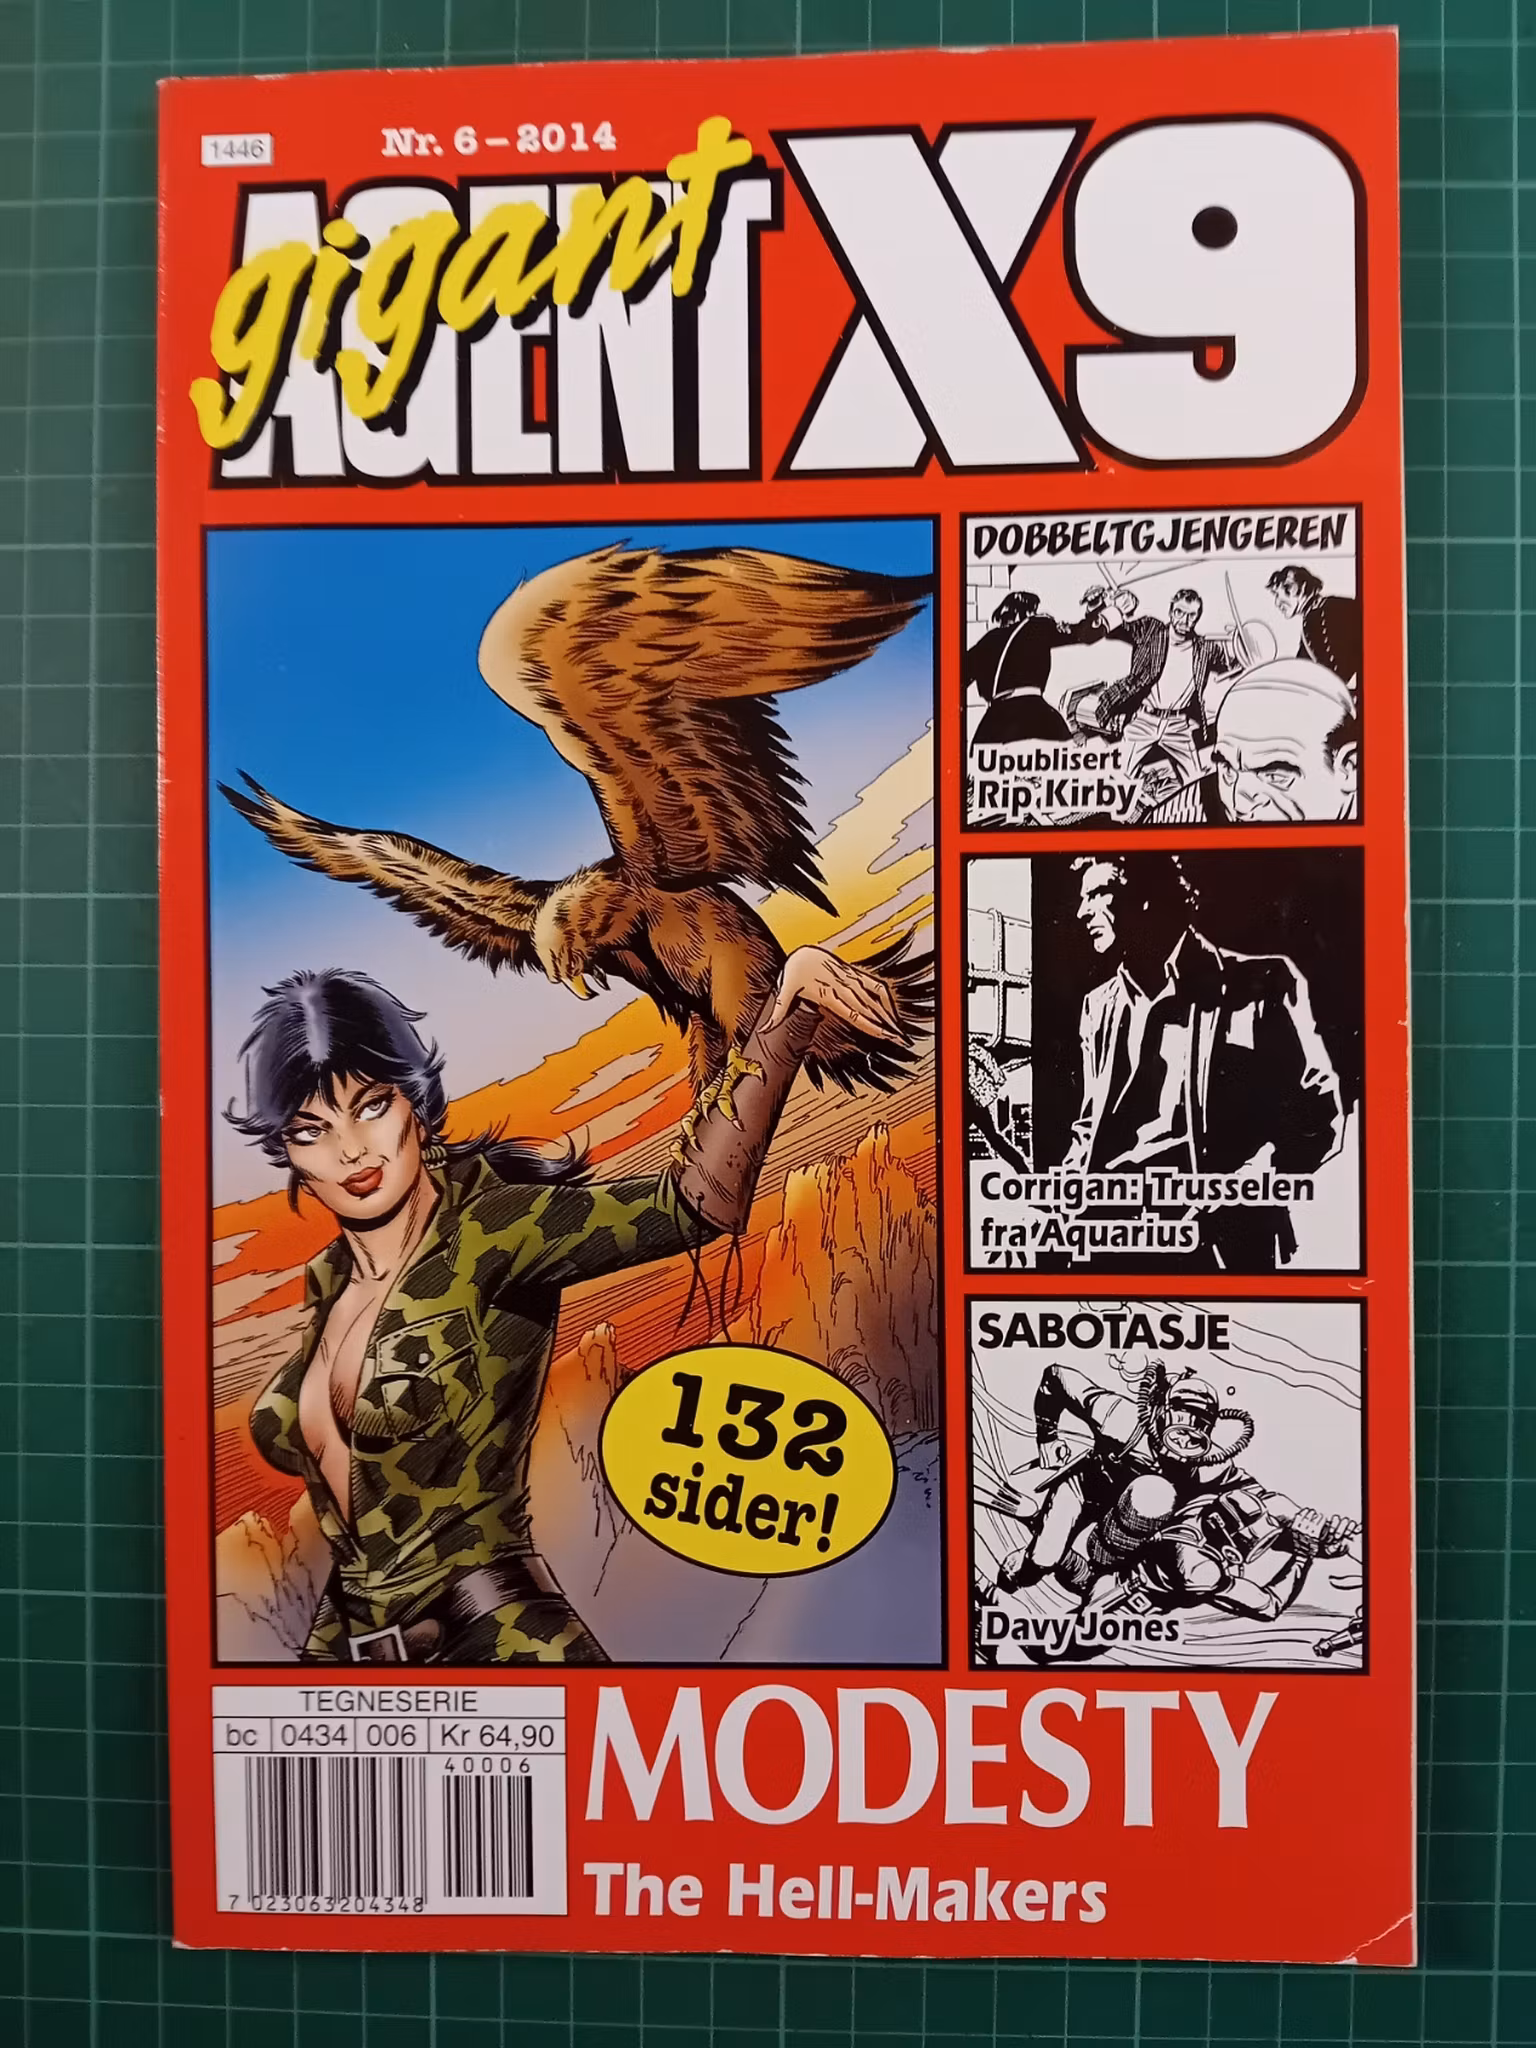 1446
Nr. 6-2014
AGENT X9
gigant
DOBBELTGJENGEREN
Upublisert
Rip Kirby
Corrigan: Trusselen
fra Aquarius
SABOTASJE
Davy Jones
132
sider!
TEGNESERIE
bc 0434 006 Kr 64,90
40006
7 023063 204348
MODESTY
The Hell-Makers